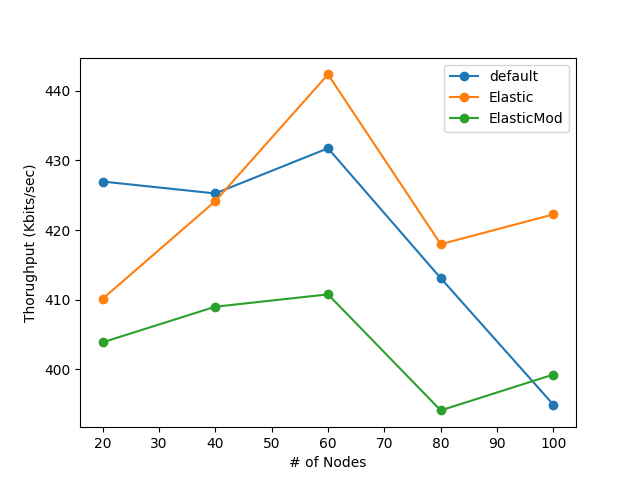 default
Elastic
ElasticMod
440
430
420
410
400
Thorughput (Kbits/sec)
20 30 40 50 60 70 80 90 100
# of Nodes